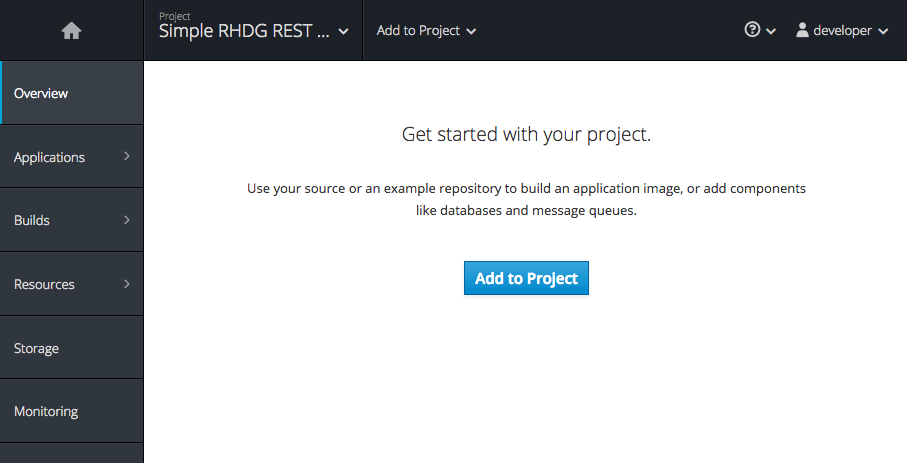 Project
Simple RHDG REST ...
Add to Project
developer
Overview
Applications
Builds
Resources
Storage
Monitoring
Get started with your project.
Use your source or an example repository to build an application image, or add components
like databases and message queues.
Add to Project